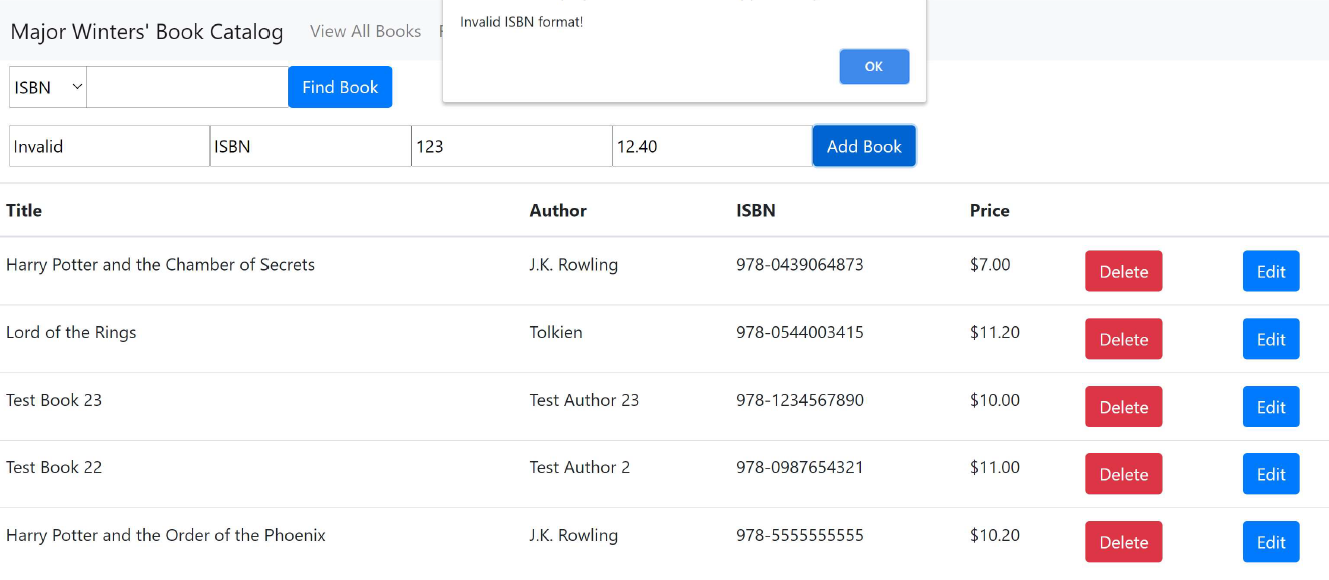 Major Winters' Book Catalog View All Books
Invalid ISBN format!
OK
ISBN Find Book
Invalid ISBN 123 12.40 Add Book
Title Author ISBN Price
Harry Potter and the Chamber of Secrets J.K. Rowling 978-0439064873 $7.00 Delete Edit
Lord of the Rings Tolkien 978-0544003415 $11.20 Delete Edit
Test Book 23 Test Author 23 978-1234567890 $10.00 Delete Edit
Test Book 22 Test Author 2 978-0987654321 $11.00 Delete Edit
Harry Potter and the Order of the Phoenix J.K. Rowling 978-5555555555 $10.20 Delete Edit